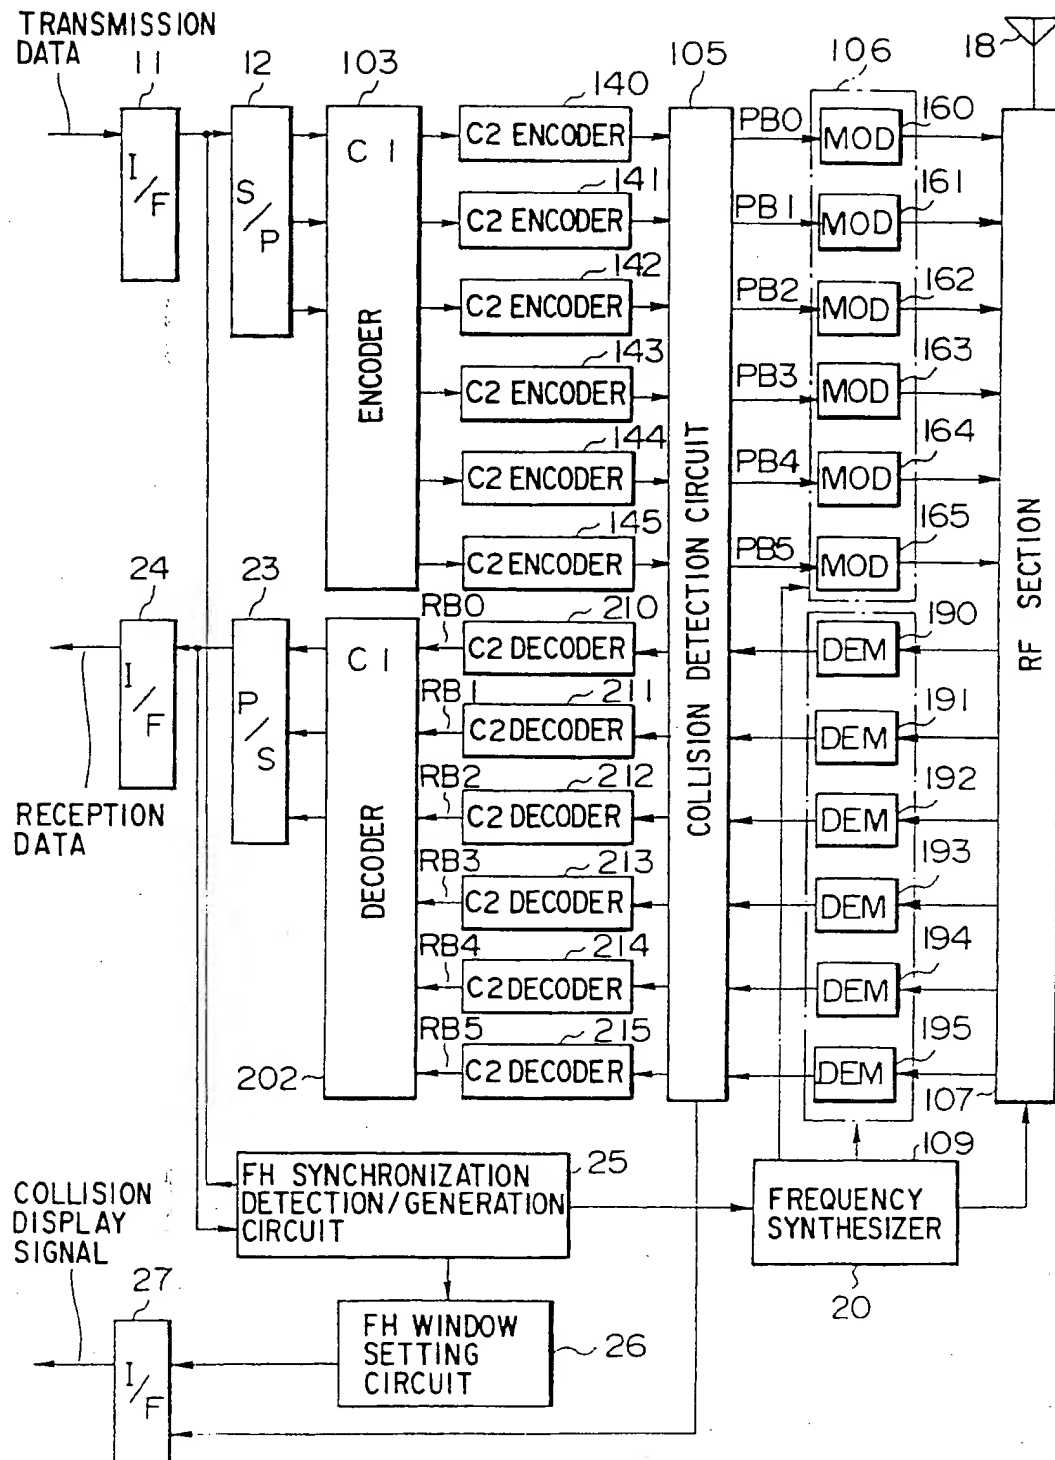 TRANSMISSION
DATA
11
12
103
140
105
106
18
I/F
S/P
C 1
ENCODER
C2 ENCODER
PB0
MOD
160
141
C2 ENCODER
PB1
MOD
161
142
C2 ENCODER
PB2
MOD
162
143
C2 ENCODER
PB3
MOD
163
144
C2 ENCODER
PB4
MOD
164
145
C2 ENCODER
PB5
MOD
165
COLLISION DETECTION CIRCUIT
RF SECTION
24
23
RB0
210
I/F
P/S
C 1
DECODER
C2 DECODER
DEM
190
RB1
211
C2 DECODER
DEM
191
RECEPTION
DATA
RB2
212
C2 DECODER
DEM
192
RB3
213
C2 DECODER
DEM
193
RB4
214
C2 DECODER
DEM
194
RB5
215
C2 DECODER
DEM
195
202
107
109
FH SYNCHRONIZATION
DETECTION/GENERATION
CIRCUIT
25
FREQUENCY
SYNTHESIZER
20
COLLISION
DISPLAY
SIGNAL
27
I/F
FH WINDOW
SETTING
CIRCUIT
26